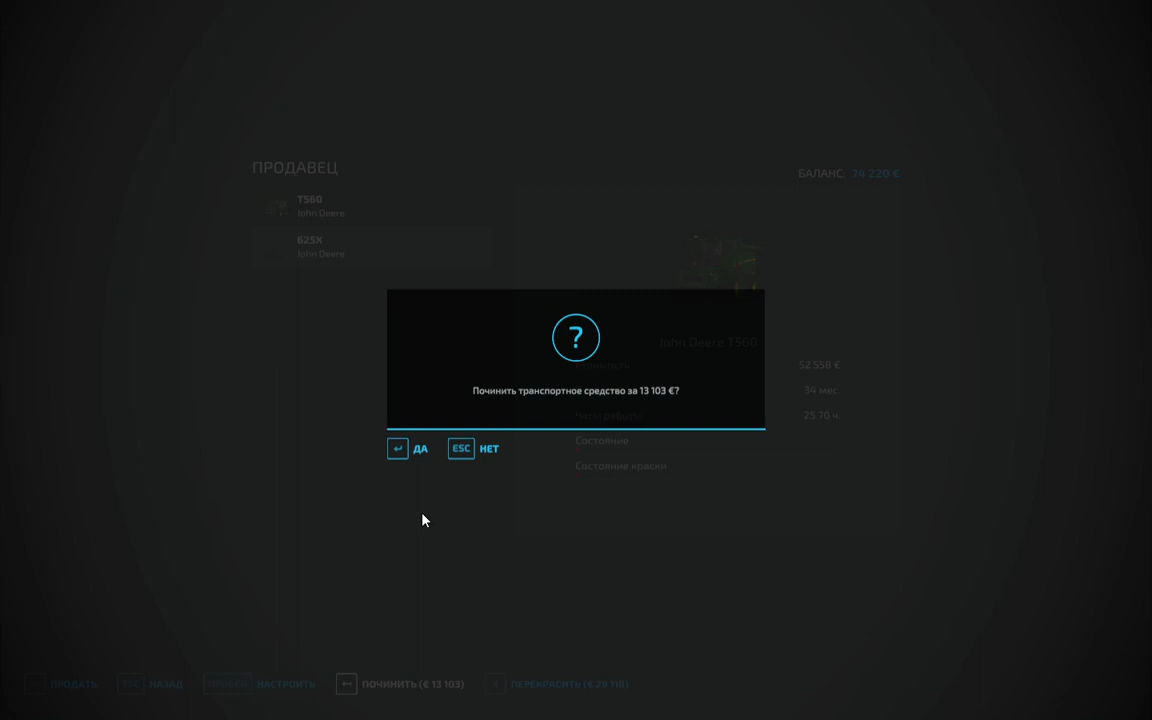 ПРОДАВЕЦ
БАЛАНС: 74 220 €
T560
John Deere
625X
John Deere
?
John Deere T560
52 558 €
Починить транспортное средство за 13 103 €?
34 мес.
Часы работы
25.70 ч.
Состояние
ДА
ESC НЕТ
Состояние краски
ПРОДАТЬ
ESC НАЗАД
ПРОБЕЛ НАСТРОИТЬ
ПОЧИНИТЬ (€ 13 103)
ПЕРЕКРАСИТЬ (€ 29 118)